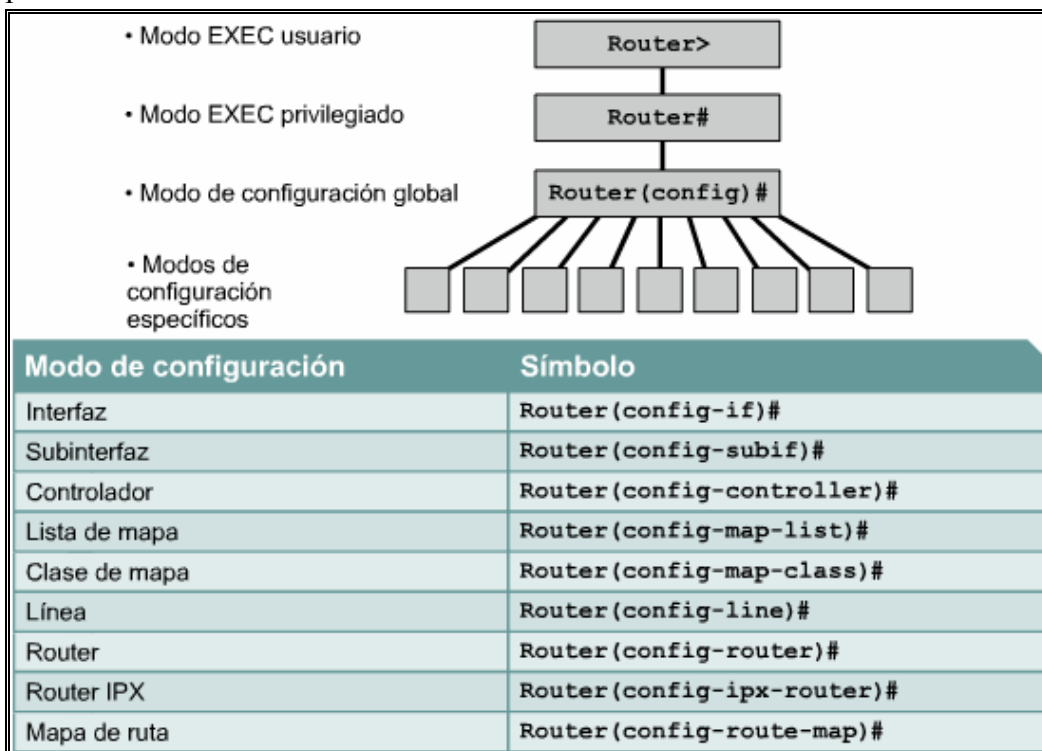 • Modo EXEC usuario
Router>
• Modo EXEC privilegiado
Router#
• Modo de configuración global
Router(config)#
• Modos de
configuración
específicos
Modo de configuración Símbolo
Interfaz Router(config-if)#
Subinterfaz Router(config-subif)#
Controlador Router(config-controller)#
Lista de mapa Router(config-map-list)#
Clase de mapa Router(config-map-class)#
Línea Router(config-line)#
Router Router(config-router)#
Router IPX Router(config-ipx-router)#
Mapa de ruta Router(config-route-map)#